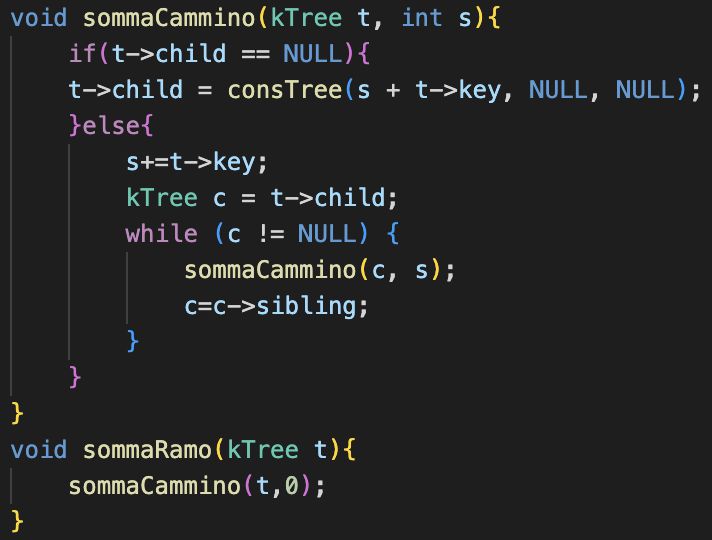 void sommaCammino(kTree t, int s){
    if(t->child == NULL){
    t->child = consTree(s + t->key, NULL, NULL);
    }else{
        s+=t->key;
        kTree c = t->child;
        while (c != NULL) {
            sommaCammino(c, s);
            c=c->sibling;
        }
    }
}
void sommaRamo(kTree t){
    sommaCammino(t,0);
}